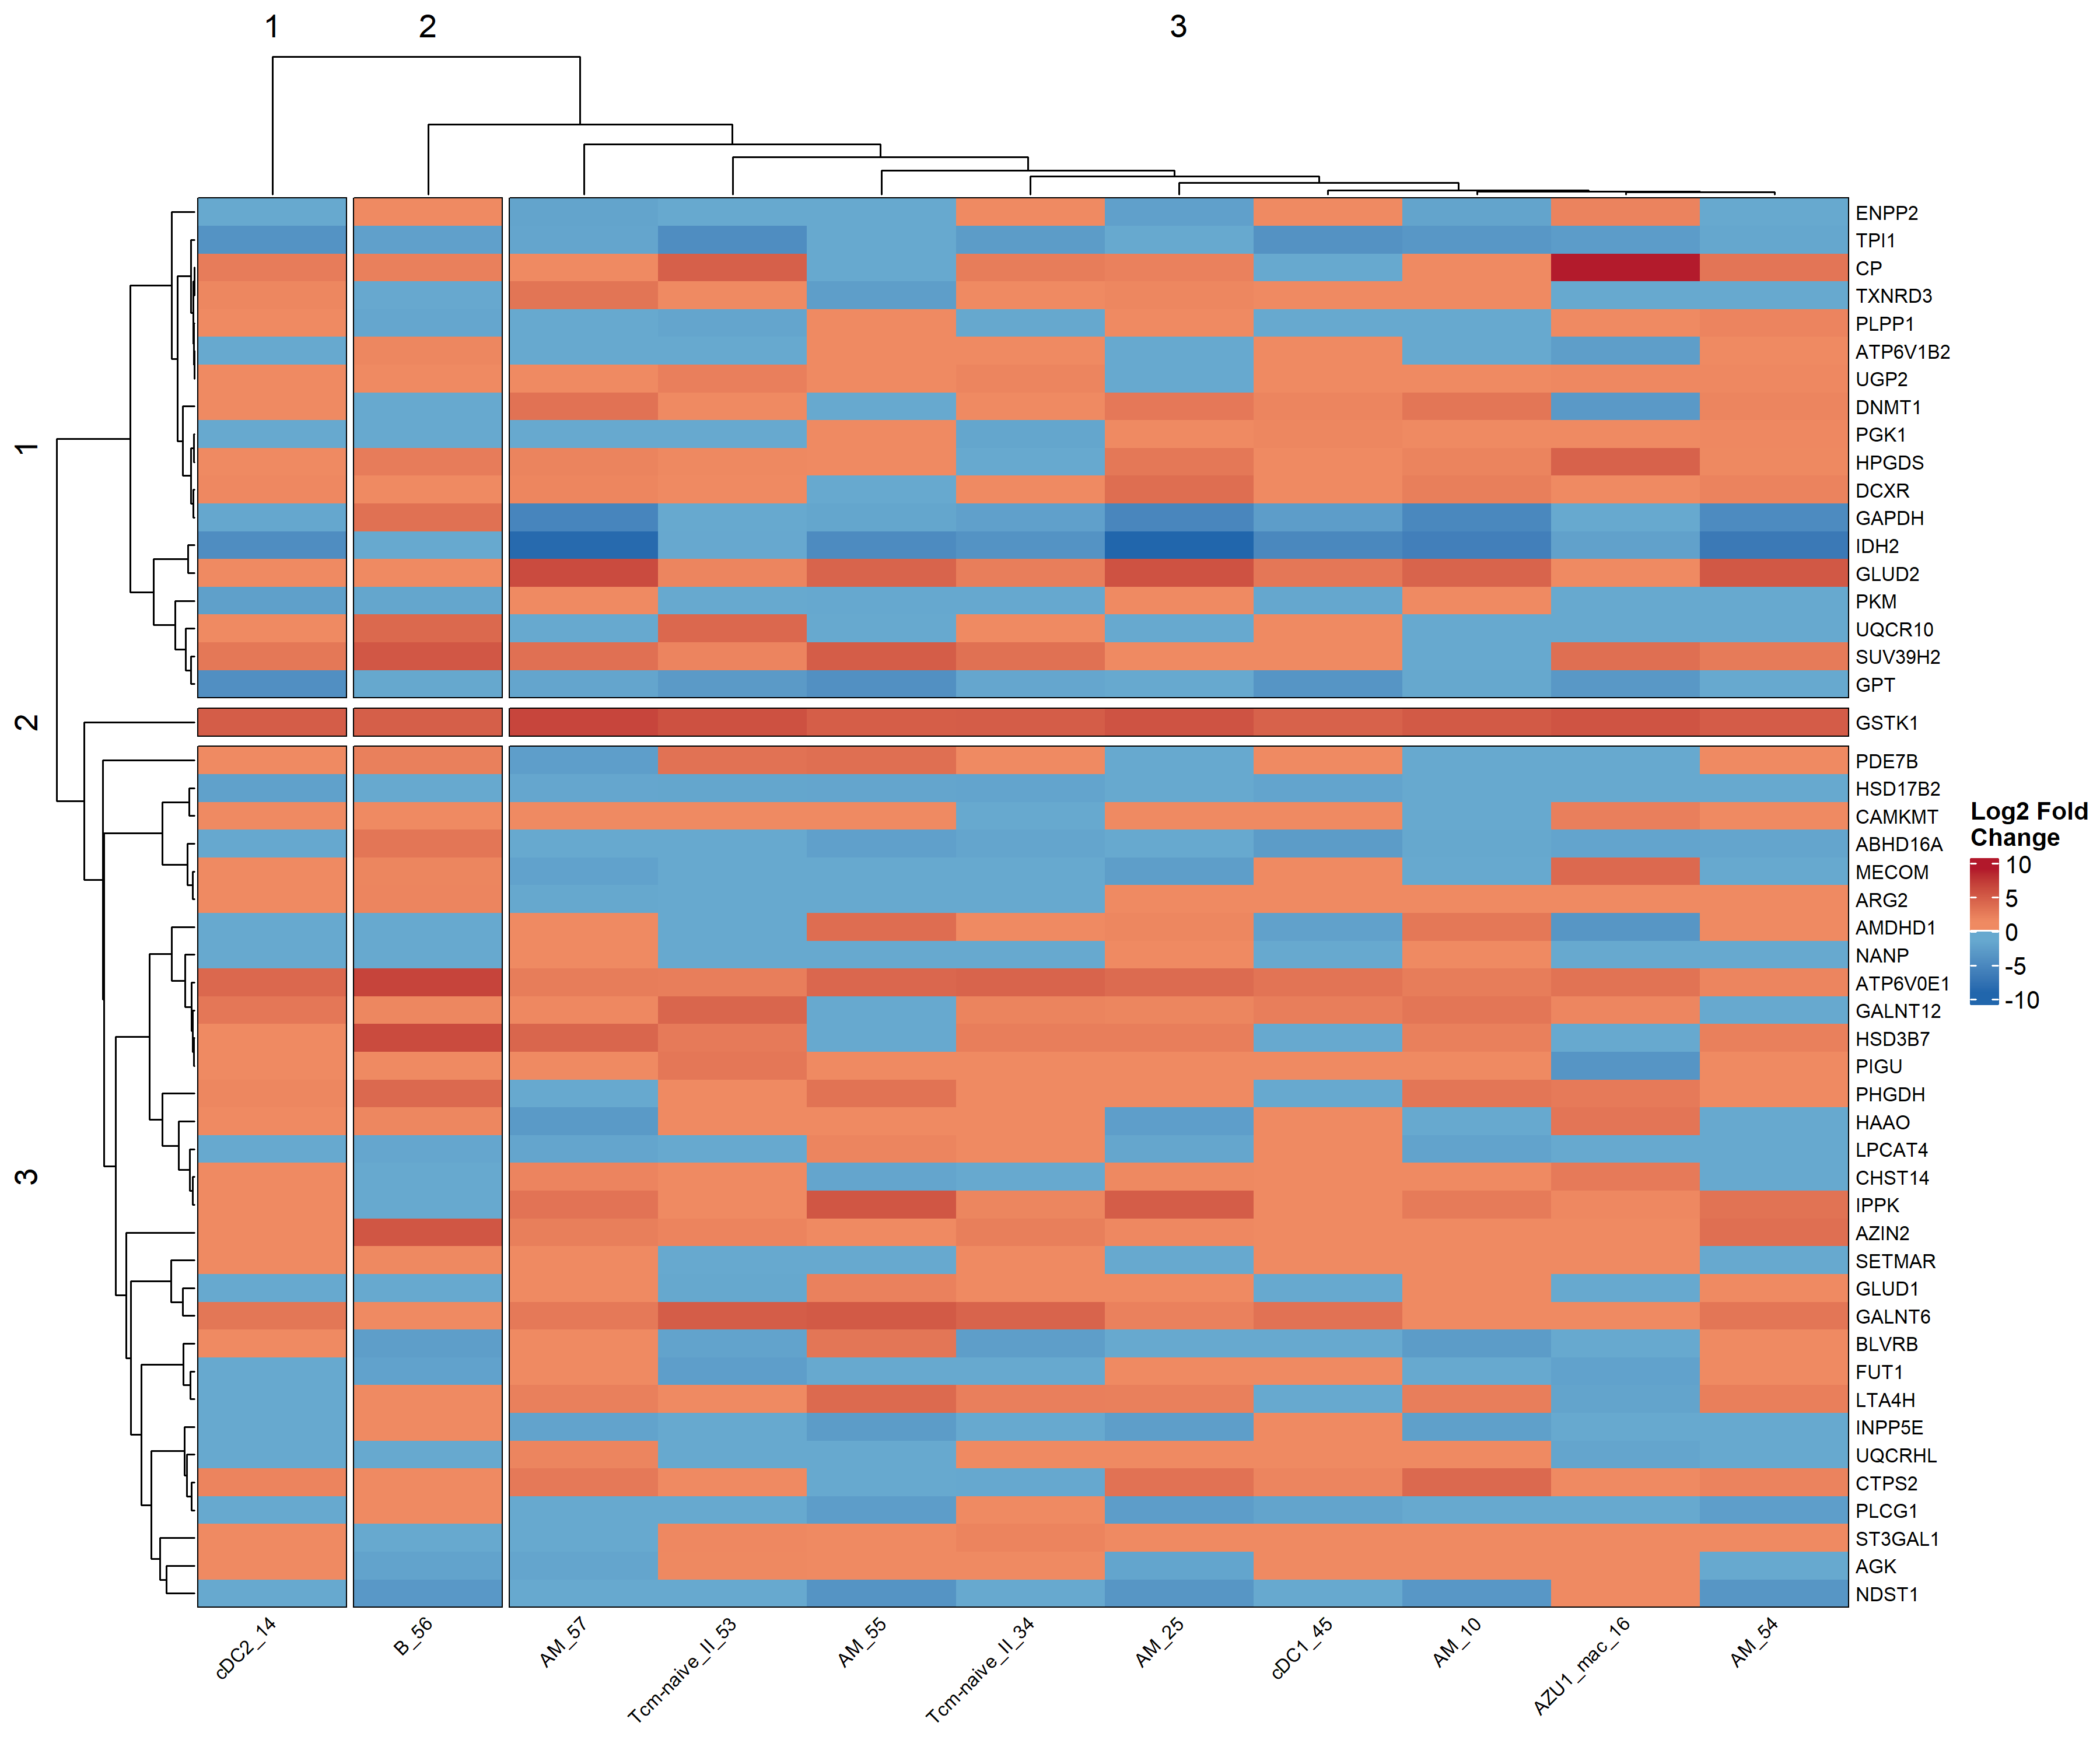 1
2
3
1
2
3
ENPP2
TPI1
CP
TXNRD3
PLPP1
ATP6V1B2
UGP2
DNMT1
PGK1
HPGDS
DCXR
GAPDH
IDH2
GLUD2
PKM
UQCR10
SUV39H2
GPT
GSTK1
PDE7B
HSD17B2
CAMKMT
ABHD16A
MECOM
ARG2
AMDHD1
NANP
ATP6V0E1
GALNT12
HSD3B7
PIGU
PHGDH
HAAO
LPCAT4
CHST14
IPPK
AZIN2
SETMAR
GLUD1
GALNT6
BLVRB
FUT1
LTA4H
INPP5E
UQCRHL
CTPS2
PLCG1
ST3GAL1
AGK
NDST1
Log2 Fold
Change
10
5
0
-5
-10
cDC2_14
B_56
AM_57
Tcm-naive_II_53
AM_55
Tcm-naive_II_34
AM_25
cDC1_45
AM_10
AZU1_mac_16
AM_54